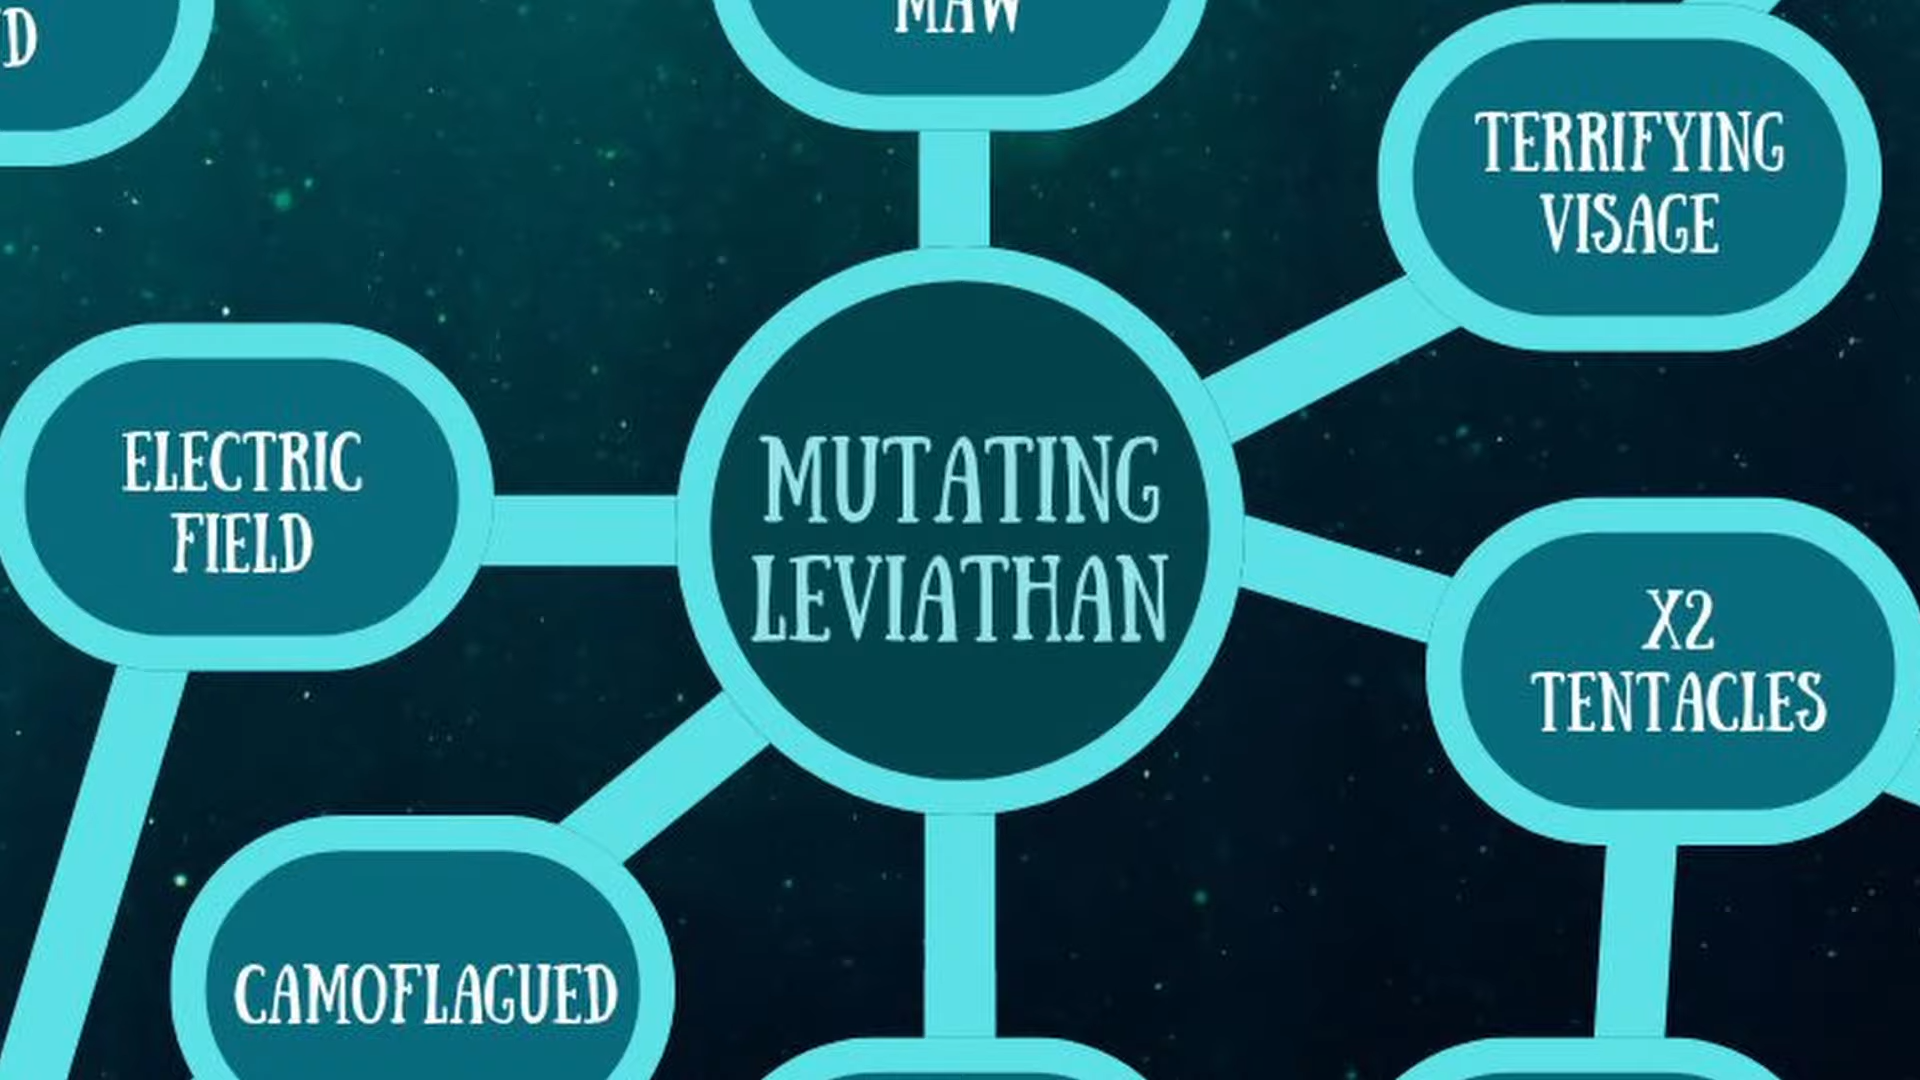 MAW
TERRIFYING
VISAGE
ELECTRIC
FIELD
MUTATING
LEVIATHAN
X2
TENTACLES
CAMOFLAGUED